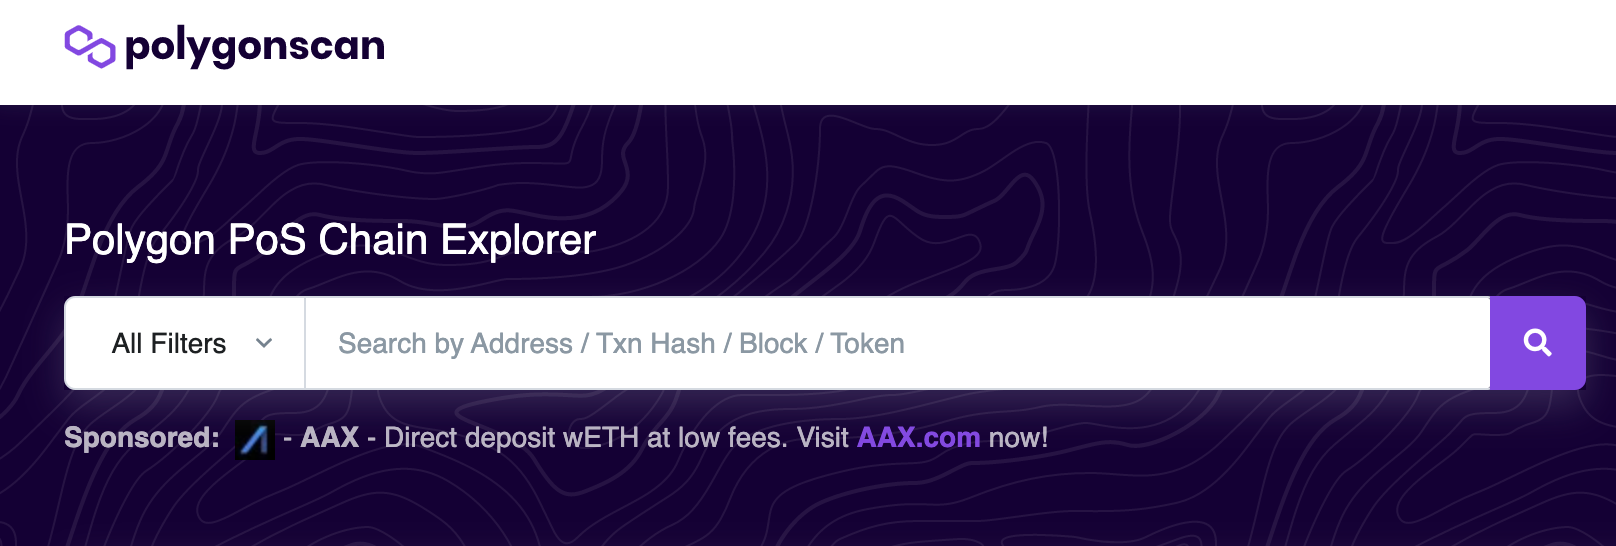 polygonscan
Polygon PoS Chain Explorer
All Filters
Search by Address / Txn Hash / Block / Token
Sponsored: - AAX - Direct deposit wETH at low fees. Visit AAX.com now!